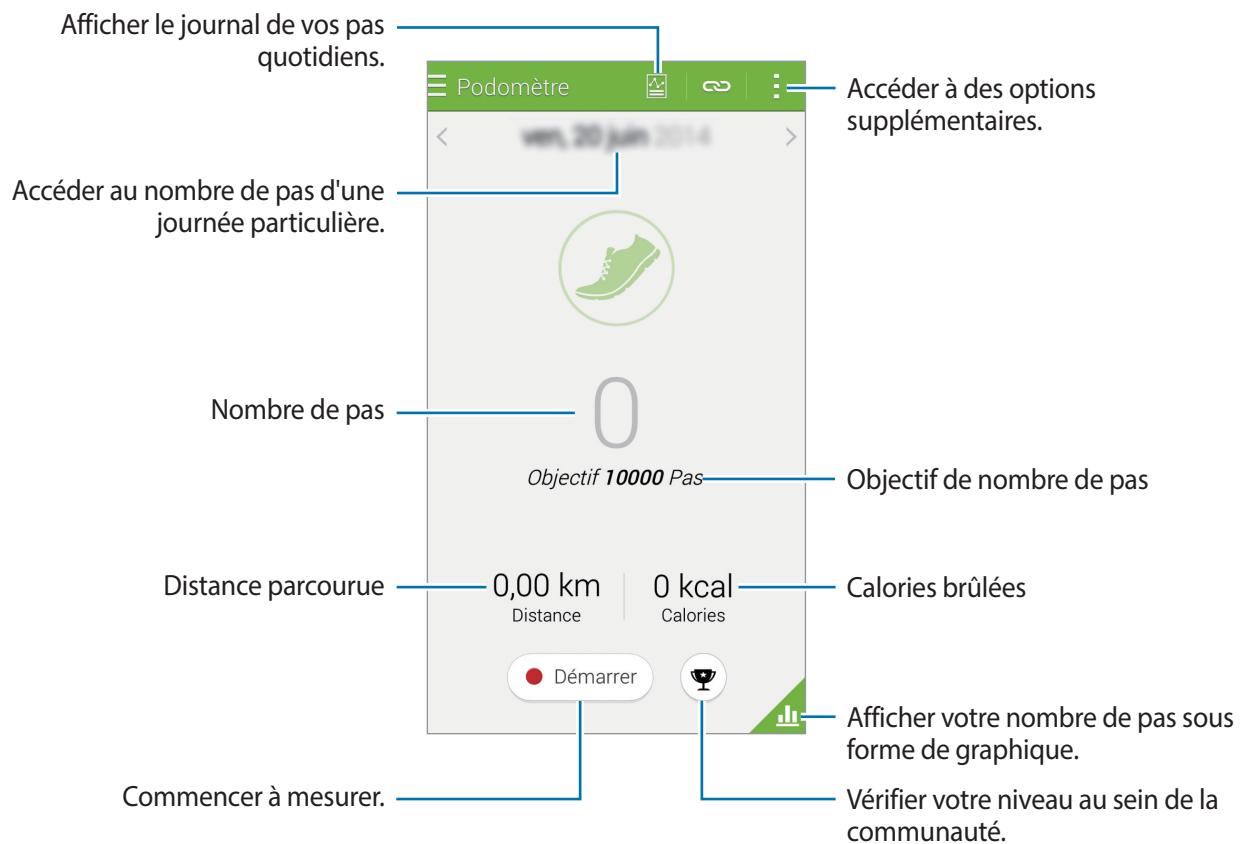 Afficher le journal de vos pas
quotidiens.
Podomètre
Accéder à des options
supplémentaires.
ven, 20 juin 2014
Accéder au nombre de pas d'une
journée particulière.
Nombre de pas
0
Objectif 10000 Pas
Objectif de nombre de pas
Distance parcourue
0,00 km
Distance
0 kcal
Calories
Calories brûlées
Démarrer
Afficher votre nombre de pas sous
forme de graphique.
Commencer à mesurer.
Vérifier votre niveau au sein de la
communauté.